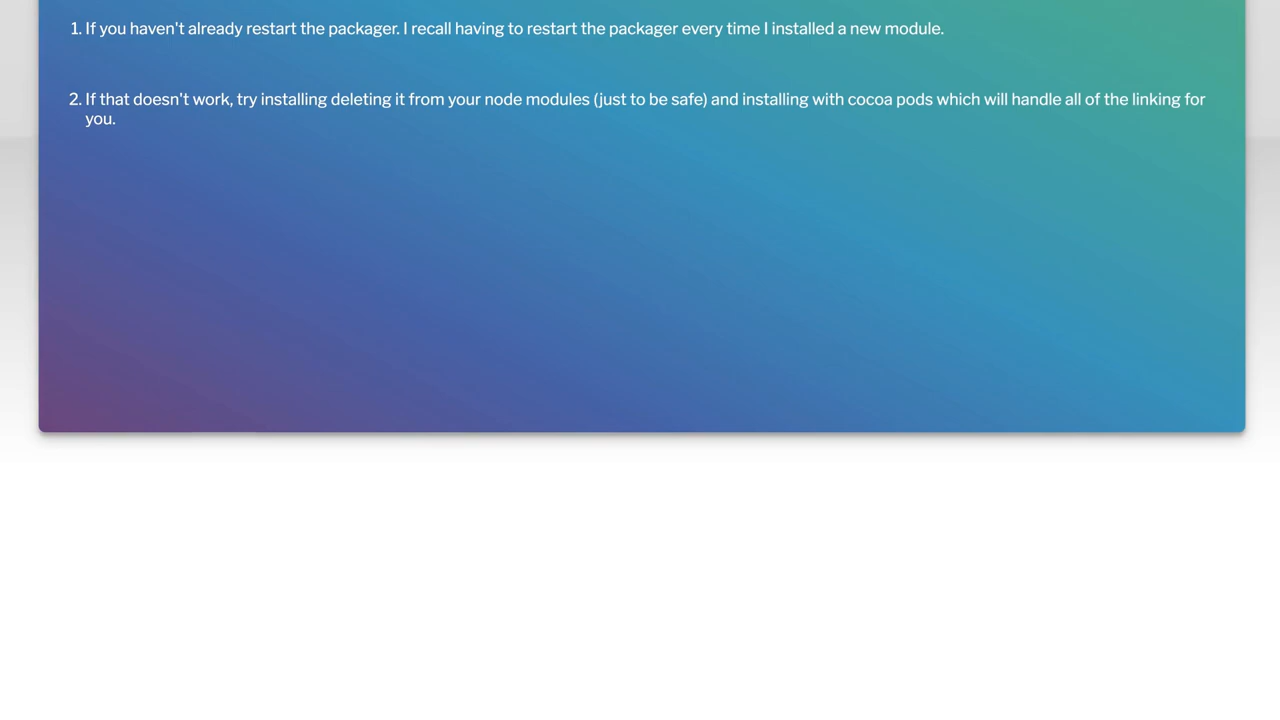 1. If you haven't already restart the packager. I recall having to restart the packager every time I installed a new module.
2. If that doesn't work, try installing deleting it from your node modules (just to be safe) and installing with cocoa pods which will handle all of the linking for
you.